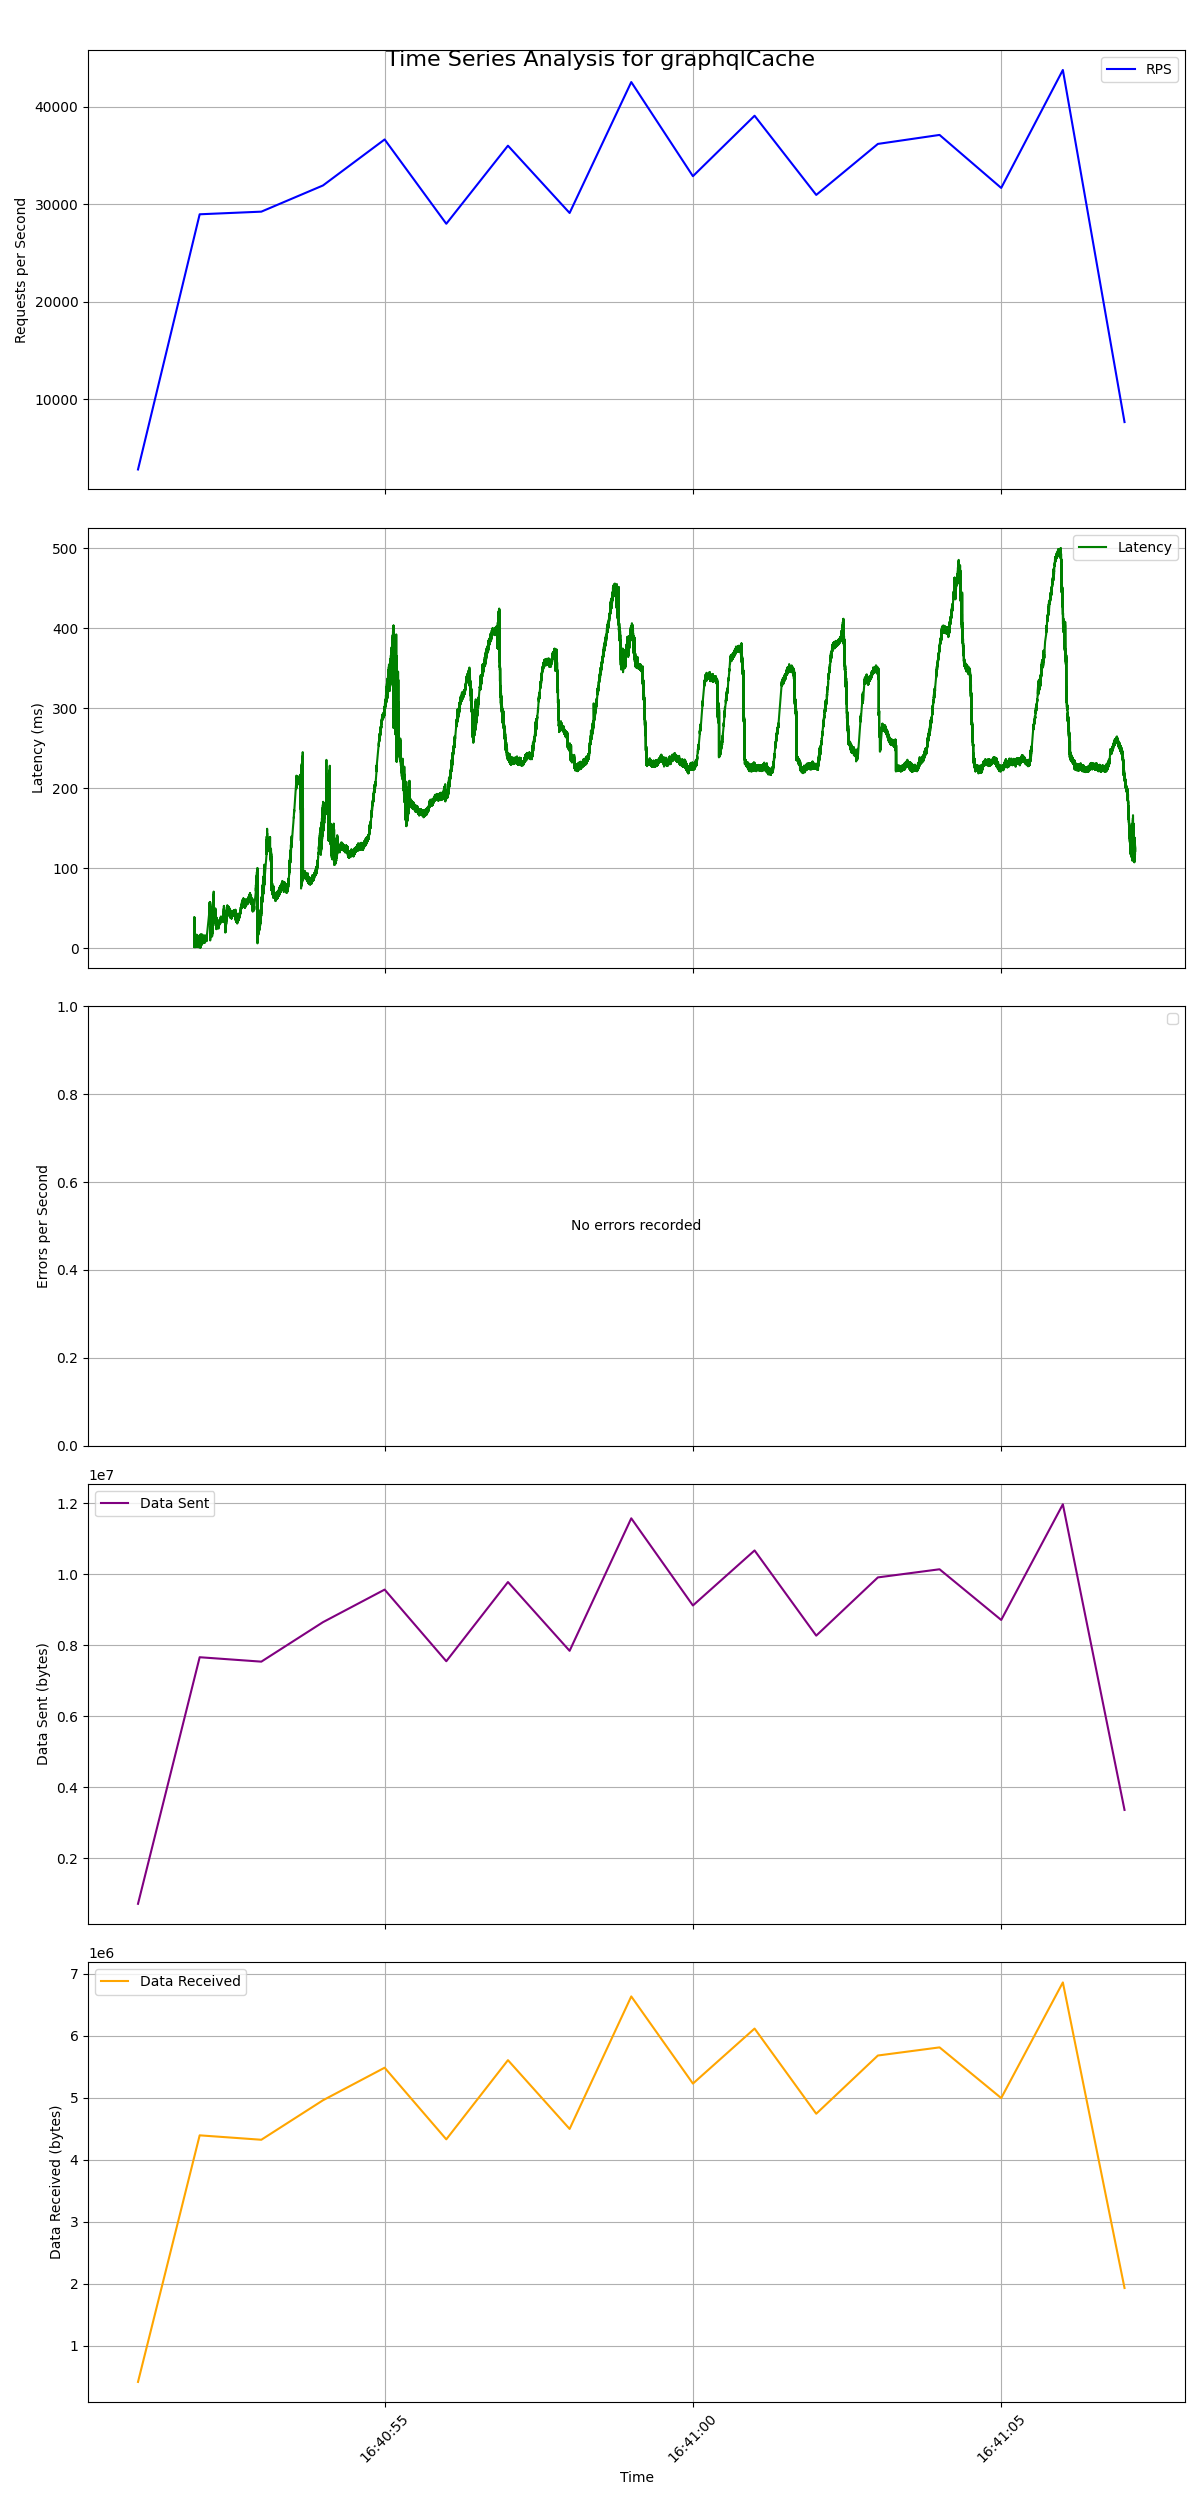 Time Series Analysis for graphqlCache
RPS
40000
30000
20000
10000
Requests per Second
Latency
500
400
300
200
100
0
Latency (ms)
1.0
0.8
0.6
0.4
0.2
0.0
Errors per Second
No errors recorded
1e7
Data Sent
1.2
1.0
0.8
0.6
0.4
0.2
Data Sent (bytes)
1e6
Data Received
7
6
5
4
3
2
1
Data Received (bytes)
16:40:55
16:41:00
16:41:05
Time